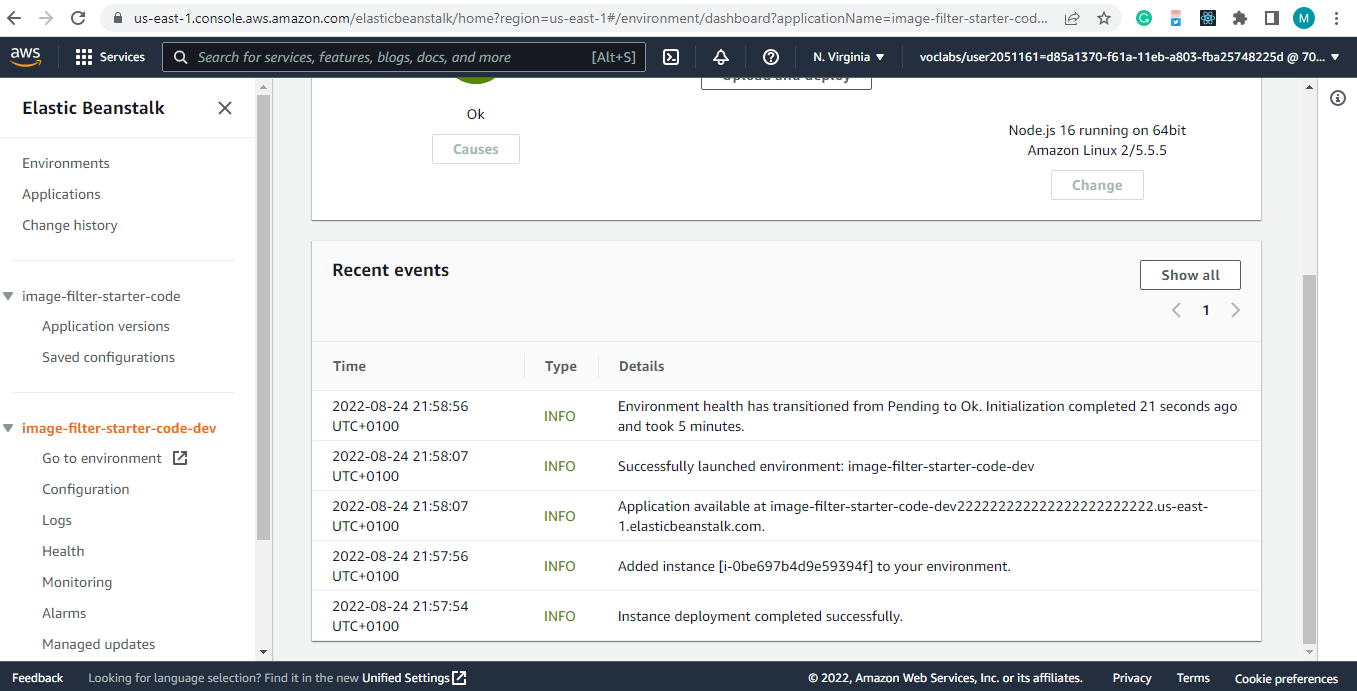 us-east-1.console.aws.amazon.com/elasticbeanstalk/home?region=us-east-1#/environment/dashboard?applicationName=image-filter-starter-cod...
M
aws
Services
Search for services, features, blogs, docs, and more
[Alt+S]
N. Virginia
voclabs/user2051161=d85a1370-f61a-11eb-a803-fba25748225d @ 70...
Elastic Beanstalk
Environments
Applications
Change history
image-filter-starter-code
Application versions
Saved configurations
image-filter-starter-code-dev
Go to environment
Configuration
Logs
Health
Monitoring
Alarms
Managed updates
Upload and deploy
Ok
Causes
Node.js 16 running on 64bit
Amazon Linux 2/5.5.5
Change
Recent events
Show all
1
Time Type Details
2022-08-24 21:58:56
UTC+0100
INFO
Environment health has transitioned from Pending to Ok. Initialization completed 21 seconds ago
and took 5 minutes.
2022-08-24 21:58:07
UTC+0100
INFO
Successfully launched environment: image-filter-starter-code-dev
2022-08-24 21:58:07
UTC+0100
INFO
Application available at image-filter-starter-code-dev2222222222222222222222222.us-east-
1.elasticbeanstalk.com.
2022-08-24 21:57:56
UTC+0100
INFO
Added instance [i-0be697b4d9e59394f] to your environment.
2022-08-24 21:57:54
UTC+0100
INFO
Instance deployment completed successfully.
Feedback
Looking for language selection? Find it in the new Unified Settings
© 2022, Amazon Web Services, Inc. or its affiliates.
Privacy
Terms
Cookie preferences